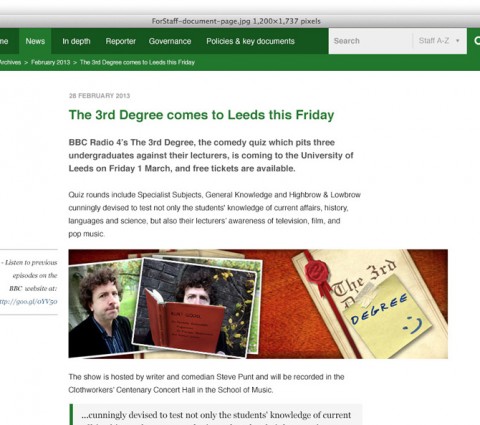 ForStaff-document-page.jpg 1,200×1,737 pixels
me News In depth Reporter Governance Policies & key documents Search Staff A-Z
Archives > February 2013 > The 3rd Degree comes to Leeds this Friday
28 FEBRUARY 2013
The 3rd Degree comes to Leeds this Friday
BBC Radio 4's The 3rd Degree, the comedy quiz which pits three
undergraduates against their lecturers, is coming to the University of
Leeds on Friday 1 March, and free tickets are available.
Quiz rounds include Specialist Subjects, General Knowledge and Highbrow & Lowbrow
cunningly devised to test not only the students' knowledge of current affairs, history,
languages and science, but also their lecturers' awareness of television, film, and
pop music.
- Listen to previous
episodes on the
BBC website at:
ttp://goo.gl/0YV50
The 3rd
DEGREE
The show is hosted by writer and comedian Steve Punt and will be recorded in the
Clothworkers' Centenary Concert Hall in the School of Music.
...cunningly devised to test not only the students' knowledge of current